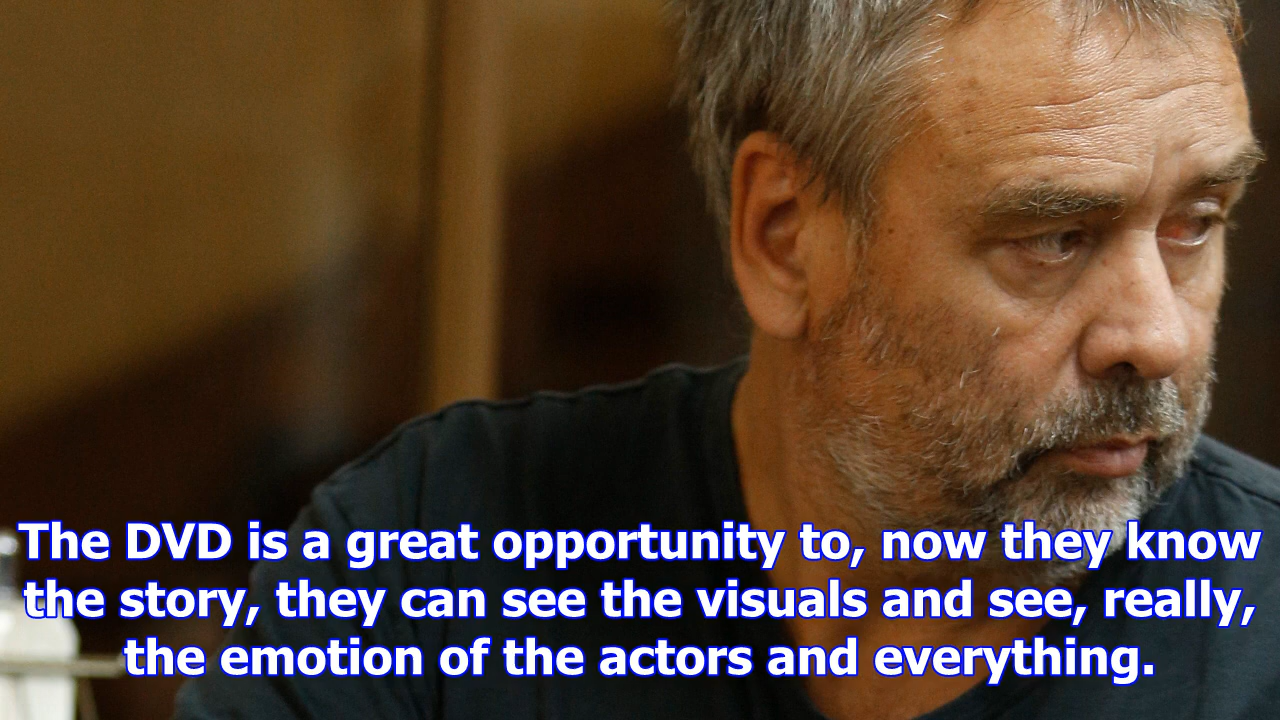 The DVD is a great opportunity to, now they know
the story, they can see the visuals and see, really,
the emotion of the actors and everything.